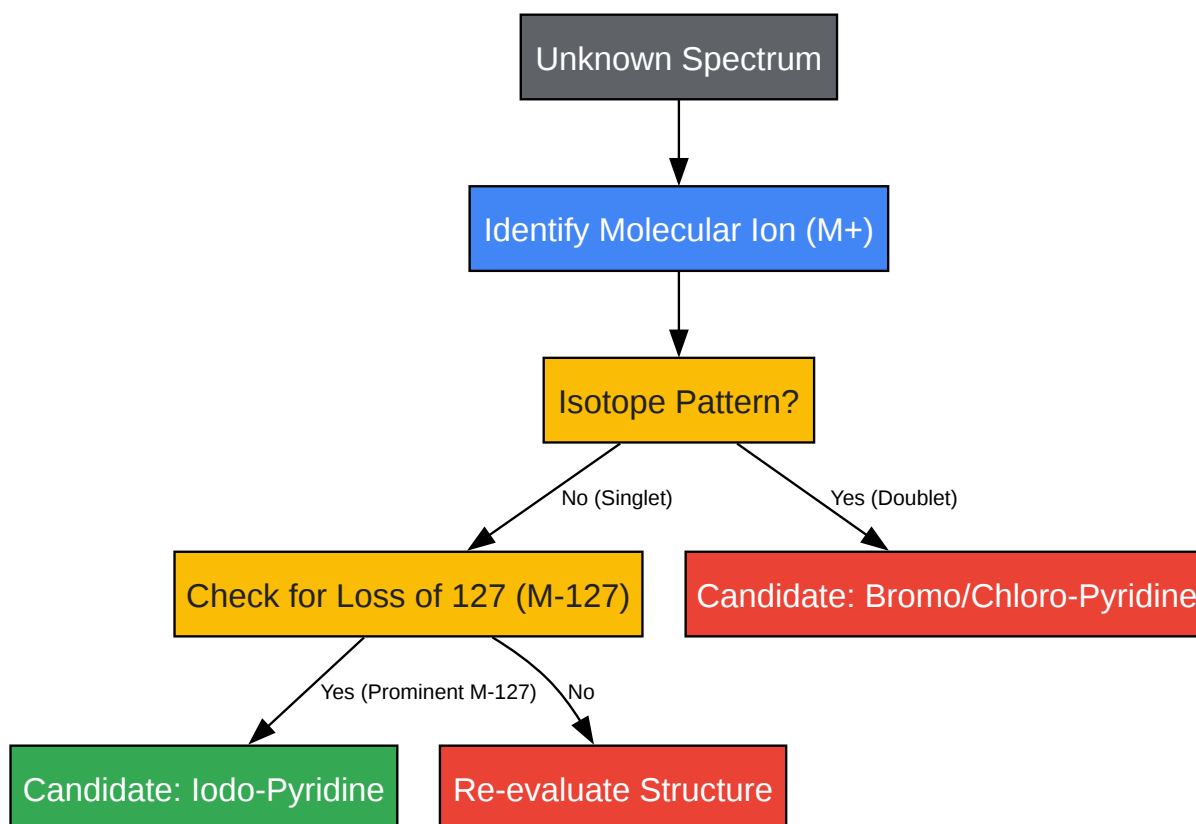 Unknown Spectrum
Identify Molecular Ion (M+)
Isotope Pattern?
No (Singlet)
Yes (Doublet)
Check for Loss of 127 (M-127)
Candidate: Bromo/Chloro-Pyridine
Yes (Prominent M-127)
No
Candidate: Iodo-Pyridine
Re-evaluate Structure